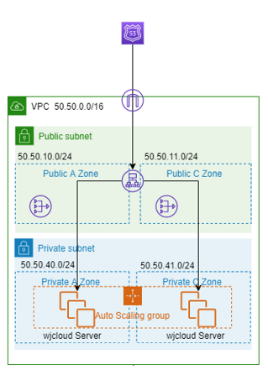 53
VPC 50.50.0.0/16
Public subnet
50.50.10.0/24
50.50.11.0/24
Public A Zone
Public C Zone
Private subnet
50.50.40.0/24
50.50.41.0/24
Private A Zone
Private C Zone
Auto Scaling group
wjcloud Server
wjcloud Server